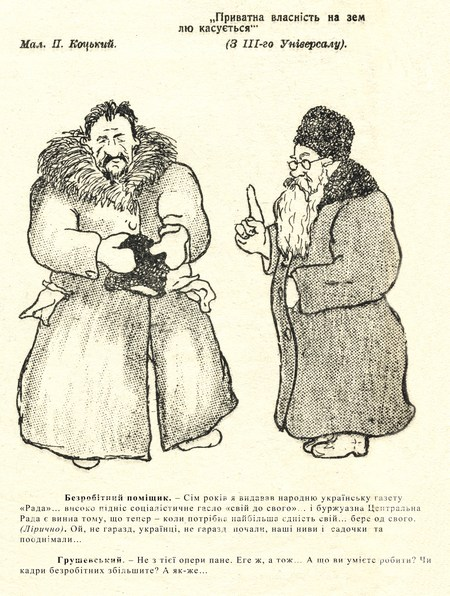 „Приватна власність на зем
лю касується“
Мал. П. Коцький.
(З III-го Універсалу).
Безробітний поміщик. – Сім років я видавав народню українську газету
«Рада»... високо підніс соціалістичне гасло «свій до свого»... і буржуазна Центральна
Рада є винна тому, що тепер – коли потрібна найбільша єдність свій... бере од свого.
(Лірично). Ой, не гаразд, українці, не гаразд почали, наші ниви і садочки та
поєднімали...
Грушевський. – Не з тієї опери пане. Еге ж, а тож... А що ви умієте робити? Чи
кадри безробітних збільшите? А як-же...